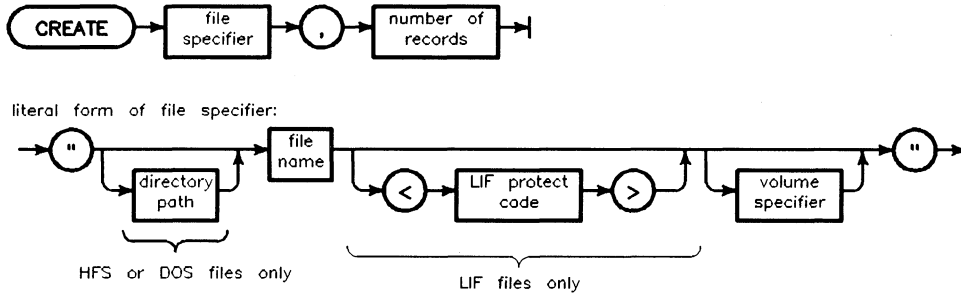 CREATE file specifier , number of records
literal form of file specifier:
" directory path file name < LIF protect code > volume specifier "
HFS or DOS files only
LIF files only